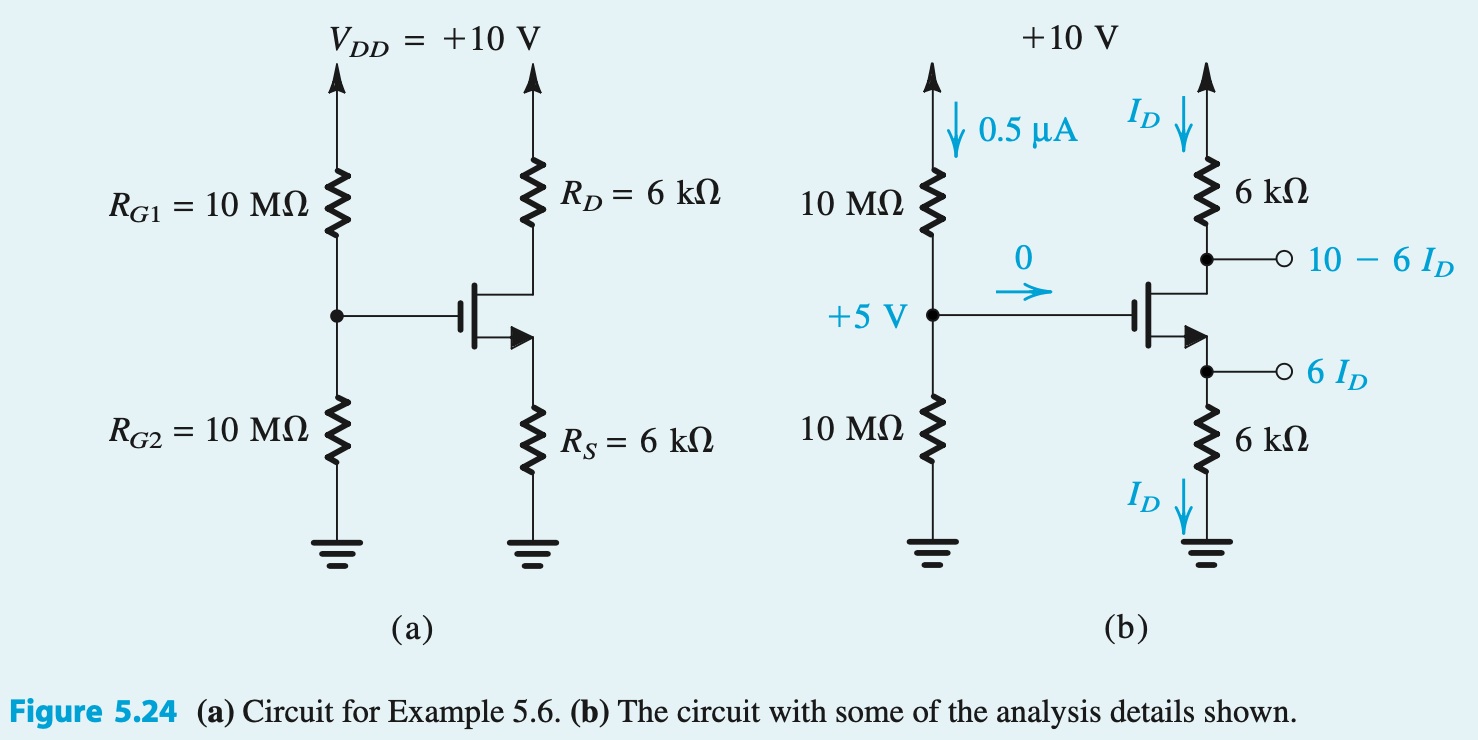 V_DD = +10 V
R_G1 = 10 MΩ
R_D = 6 kΩ
R_G2 = 10 MΩ
R_S = 6 kΩ
(a)
+10 V
0.5 μA
I_D
10 MΩ
6 kΩ
0
10 − 6 I_D
+5 V
6 I_D
10 MΩ
6 kΩ
I_D
(b)
Figure 5.24 (a) Circuit for Example 5.6. (b) The circuit with some of the analysis details shown.